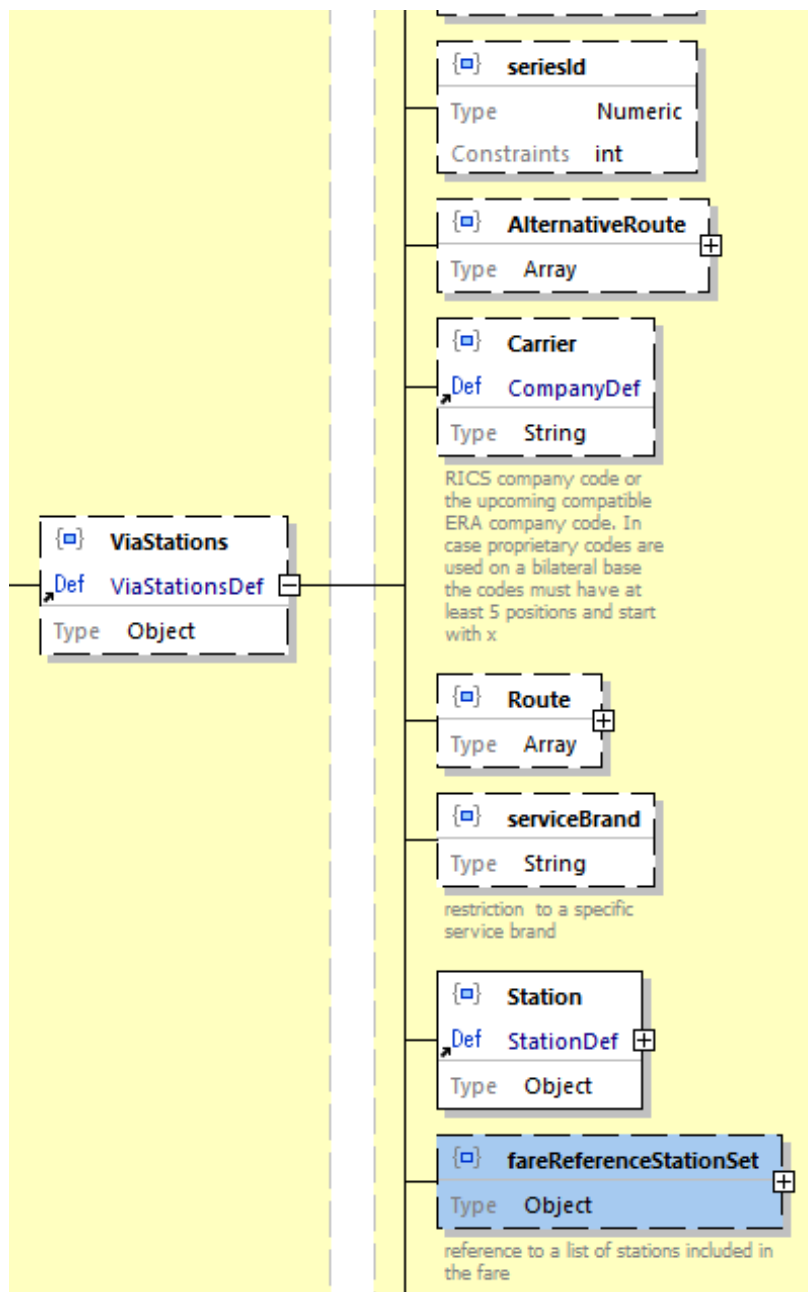 seriesId
Type Numeric
Constraints int
AlternativeRoute
Type Array
Carrier
Def CompanyDef
Type String
RICS company code or
the upcoming compatible
ERA company code. In
case proprietary codes are
used on a bilateral base
the codes must have at
least 5 positions and start
with x
ViaStations
Def ViaStationsDef
Type Object
Route
Type Array
serviceBrand
Type String
restriction to a specific
service brand
Station
Def StationDef
Type Object
fareReferenceStationSet
Type Object
reference to a list of stations included in
the fare